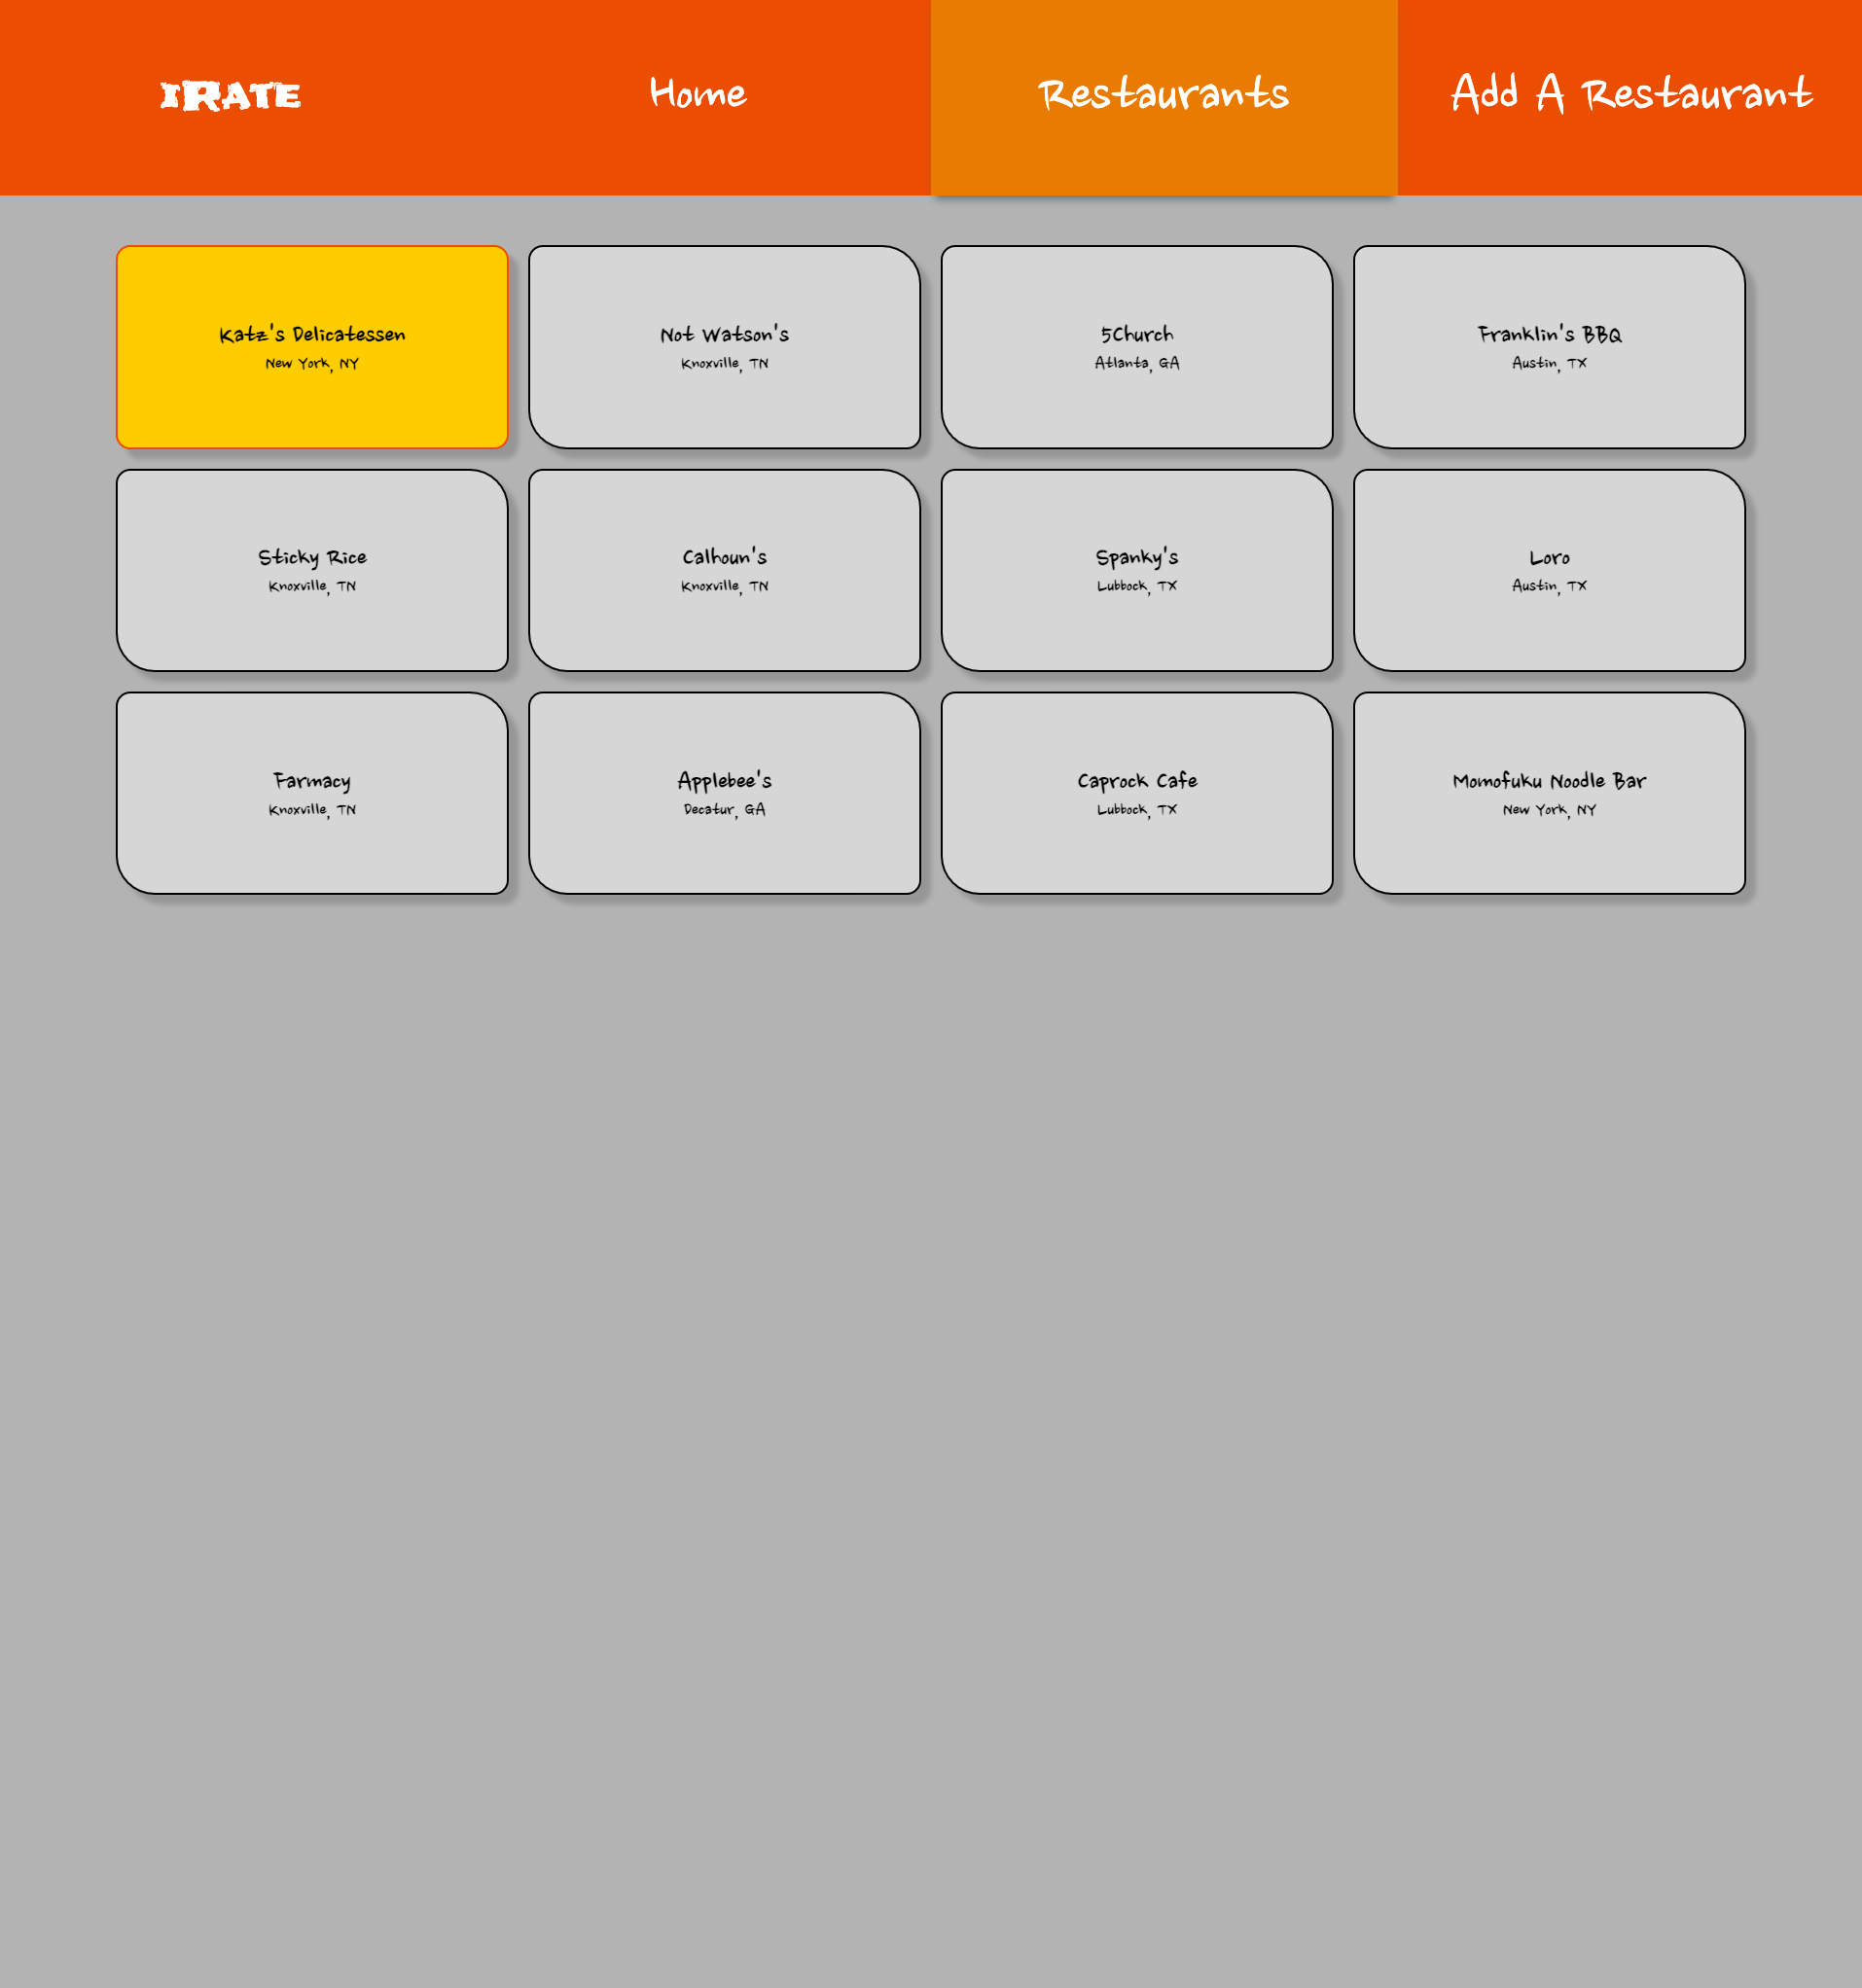 IRATE
Home
Restaurants
Add A Restaurant
Katz's Delicatessen
New York, NY
Not Watson's
Knoxville, TN
5Church
Atlanta, GA
Franklin's BBQ
Austin, TX
Sticky Rice
Knoxville, TN
Calhoun's
Knoxville, TN
Spanky's
Lubbock, TX
Loro
Austin, TX
Farmacy
Knoxville, TN
Applebee's
Decatur, GA
Caprock Cafe
Lubbock, TX
Momofuku Noodle Bar
New York, NY